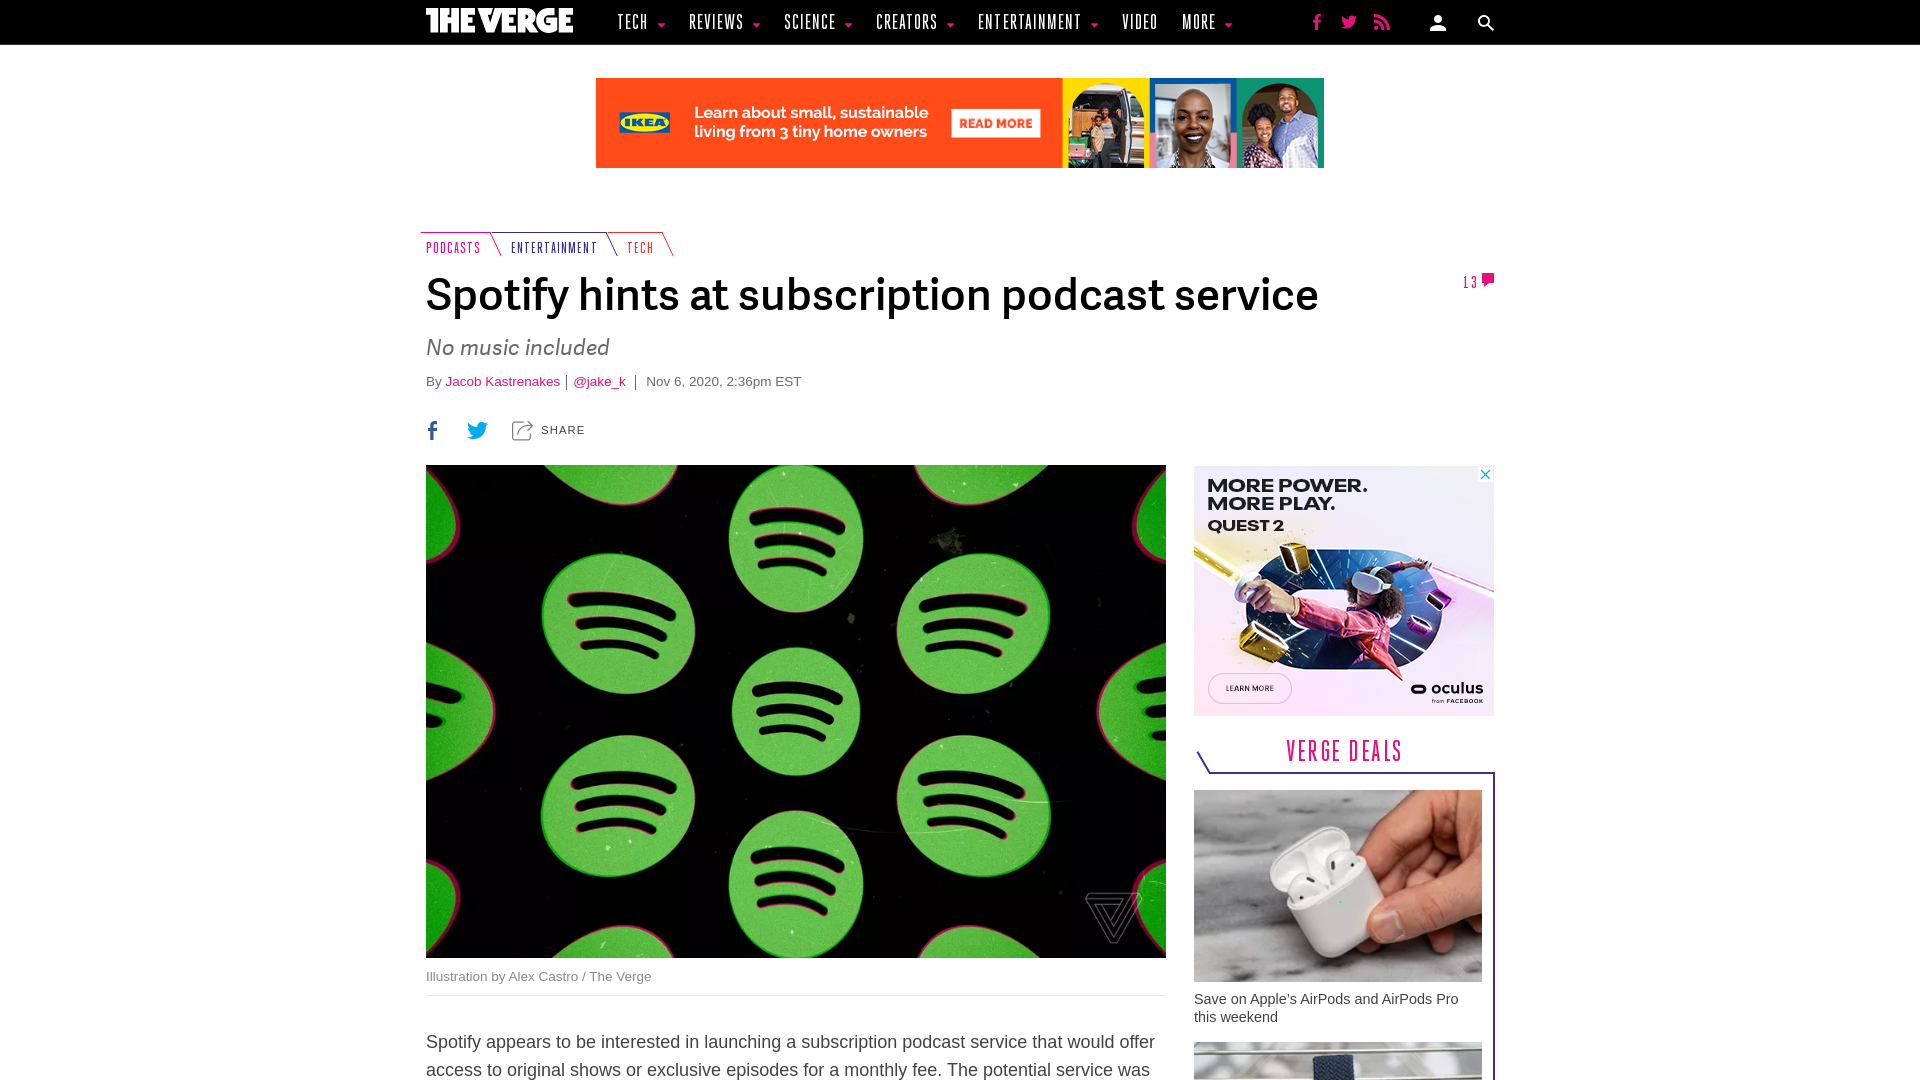 THE VERGE
TECH REVIEWS SCIENCE CREATORS ENTERTAINMENT VIDEO MORE
IKEA
Learn about small, sustainable
living from 3 tiny home owners
READ MORE
PODCASTS ENTERTAINMENT TECH
Spotify hints at subscription podcast service
13
No music included
By Jacob Kastrenakes | @jake_k | Nov 6, 2020, 2:36pm EST
SHARE
MORE POWER.
MORE PLAY.
QUEST 2
LEARN MORE
oculus
from FACEBOOK
VERGE DEALS
Save on Apple’s AirPods and AirPods Pro
this weekend
Illustration by Alex Castro / The Verge
Spotify appears to be interested in launching a subscription podcast service that would offer
access to original shows or exclusive episodes for a monthly fee. The potential service was